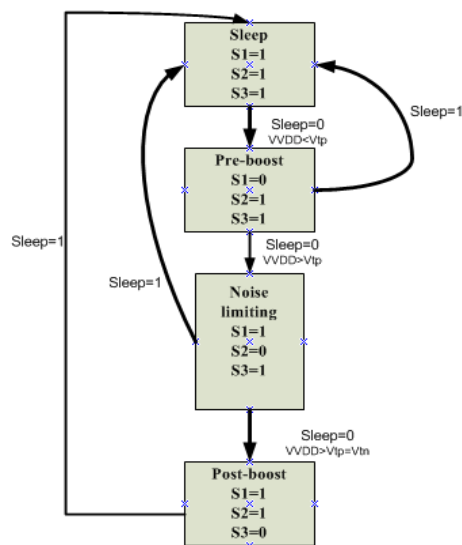 Sleep
S1=1
S2=1
S3=1
Sleep=0
VVDD<Vtp
Sleep=1
Pre-boost
S1=0
S2=1
S3=1
Sleep=0
VVDD>Vtp
Sleep=1
Sleep=1
Noise
limiting
S1=1
S2=0
S3=1
Sleep=0
VVDD>Vtp=Vtn
Post-boost
S1=1
S2=1
S3=0